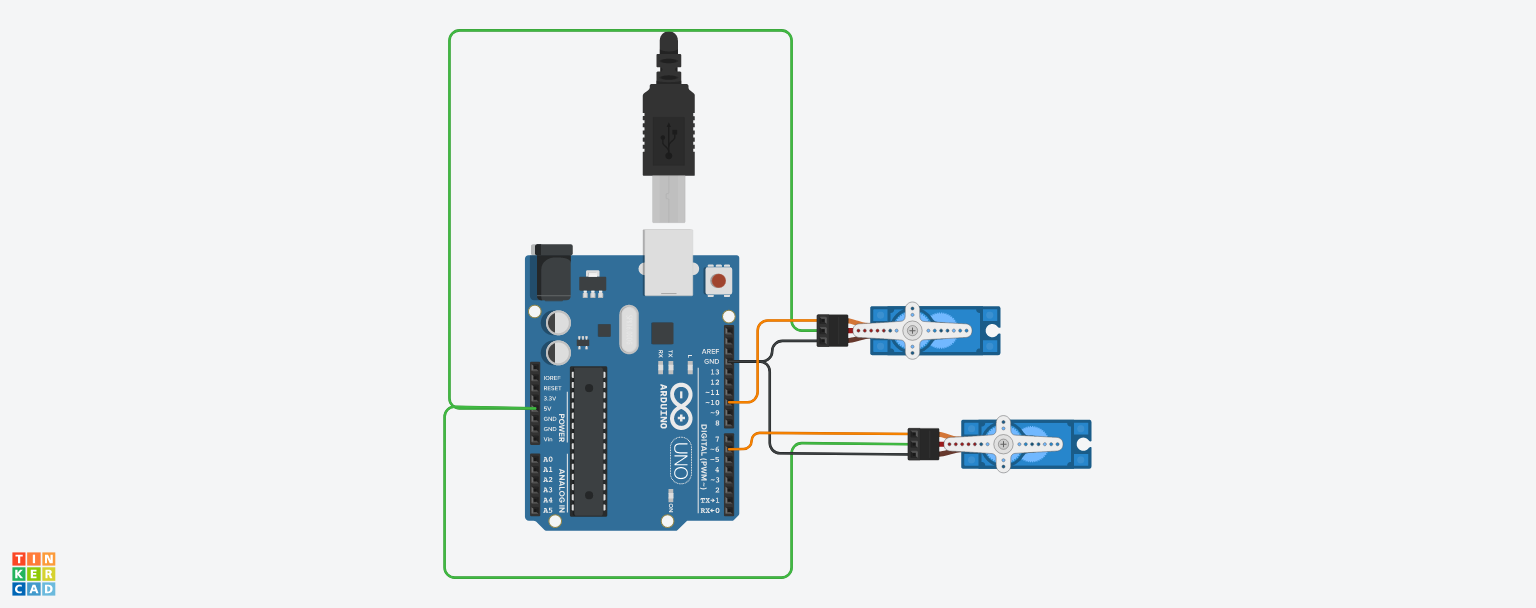 RX
TX
L
AREF
GND
13
12
~11
~10
~9
8
7
~6
~5
4
~3
2
TX→1
RX←0
DIGITAL (PWM~)
IOREF
RESET
3.3V
5V
GND
GND
Vin
POWER
A0
A1
A2
A3
A4
A5
ANALOG IN
ARDUINO
UNO
ON
TIN
KER
CAD